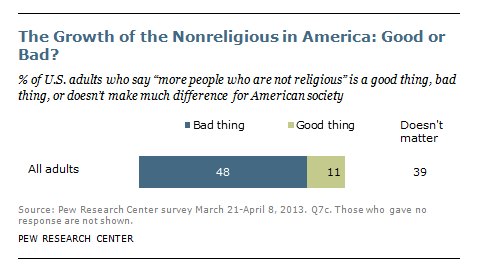 The Growth of the Nonreligious in America: Good or
Bad?
% of U.S. adults who say “more people who are not religious” is a good thing, bad
thing, or doesn’t make much difference for American society
Bad thing Good thing Doesn't
matter
All adults 48 11 39
Source: Pew Research Center survey March 21-April 8, 2013. Q7c. Those who gave no
response are not shown.
PEW RESEARCH CENTER